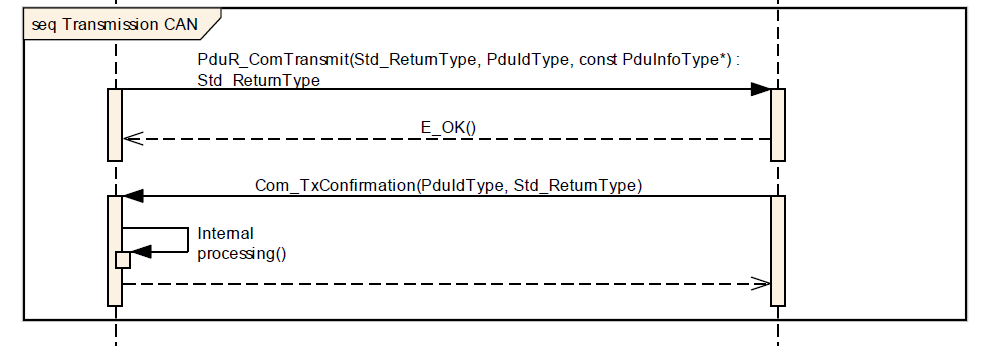 seq Transmission CAN
PduR_ComTransmit(Std_ReturnType, PduIdType, const PduInfoType*) :
Std_ReturnType
E_OK()
Com_TxConfirmation(PduIdType, Std_ReturnType)
Internal
processing()